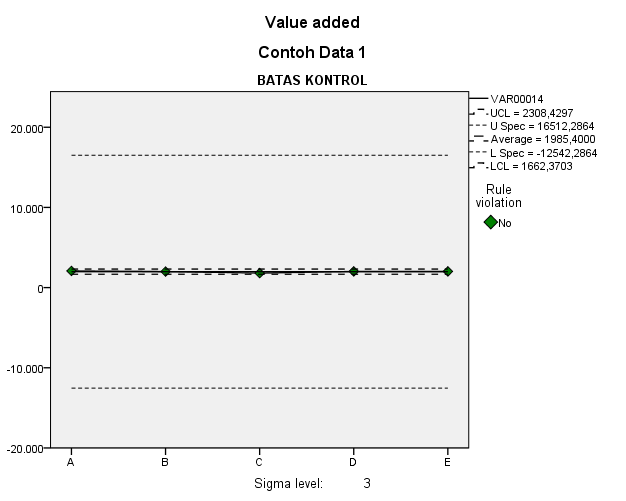 Value added
Contoh Data 1
BATAS KONTROL
VAR00014
UCL = 2308,4297
U Spec = 16512,2864
Average = 1985,4000
L Spec = -12542,2864
LCL = 1662,3703
Rule
violation
No
20.000
10.000
0
-10.000
-20.000
A B C D E
Sigma level: 3